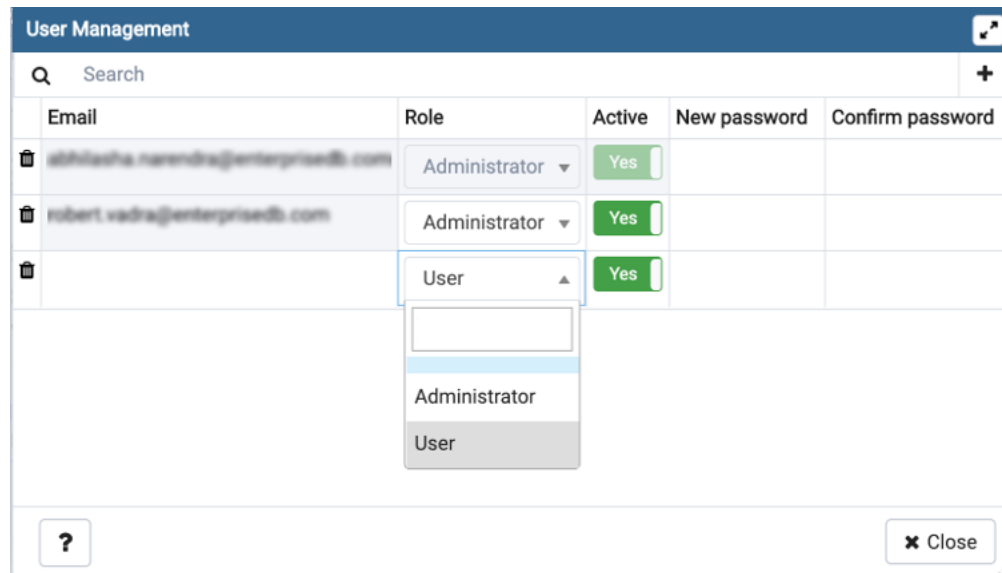 User Management
Search
+
Email Role Active New password Confirm password
Administrator Yes
Administrator Yes
User Yes
Administrator
User
? Close